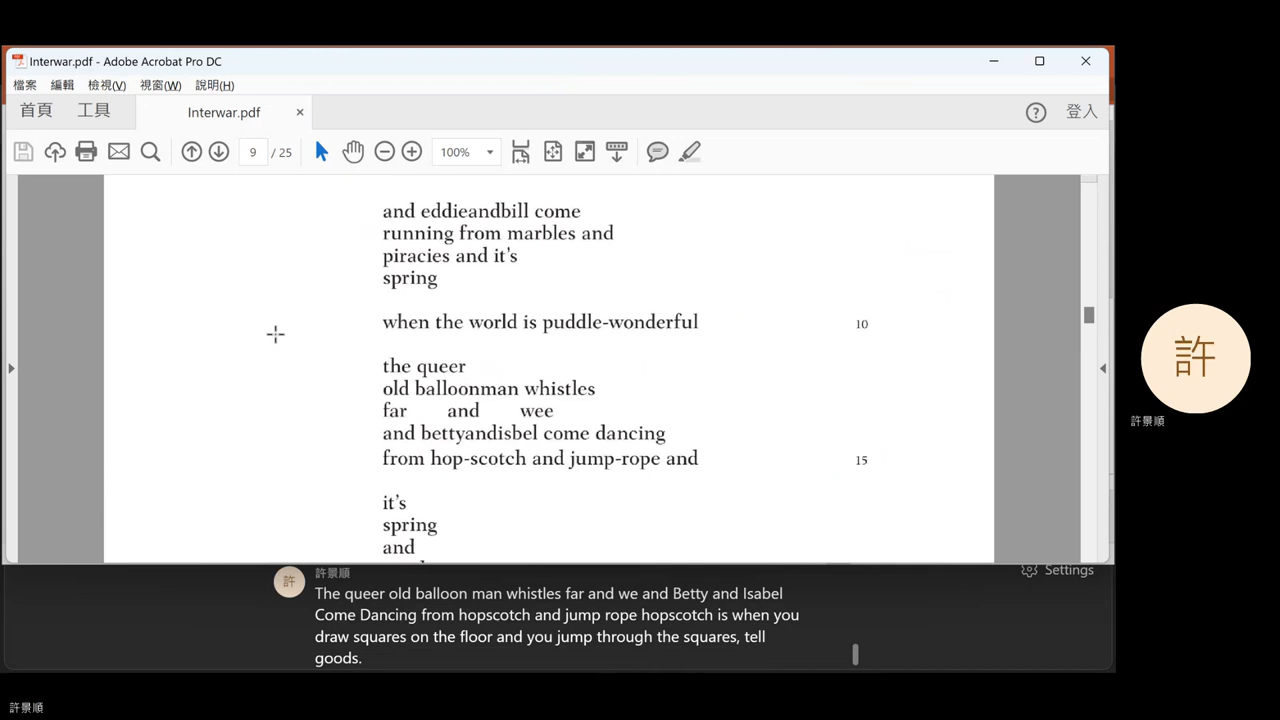 Interwar.pdf - Adobe Acrobat Pro DC
檔案 編輯 檢視(V) 視窗(W) 說明(H)
首頁 工具 Interwar.pdf × ? 登入
9 / 25 100%
and eddieandbill come
running from marbles and
piracies and it's
spring
when the world is puddle-wonderful 10
the queer
old balloonman whistles
far and wee
and bettyandisbel come dancing
from hop-scotch and jump-rope and 15
it's
spring
and
許
許景順
許
許景順
Settings
The queer old balloon man whistles far and we and Betty and Isabel
Come Dancing from hopscotch and jump rope hopscotch is when you
draw squares on the floor and you jump through the squares, tell
goods.
許景順